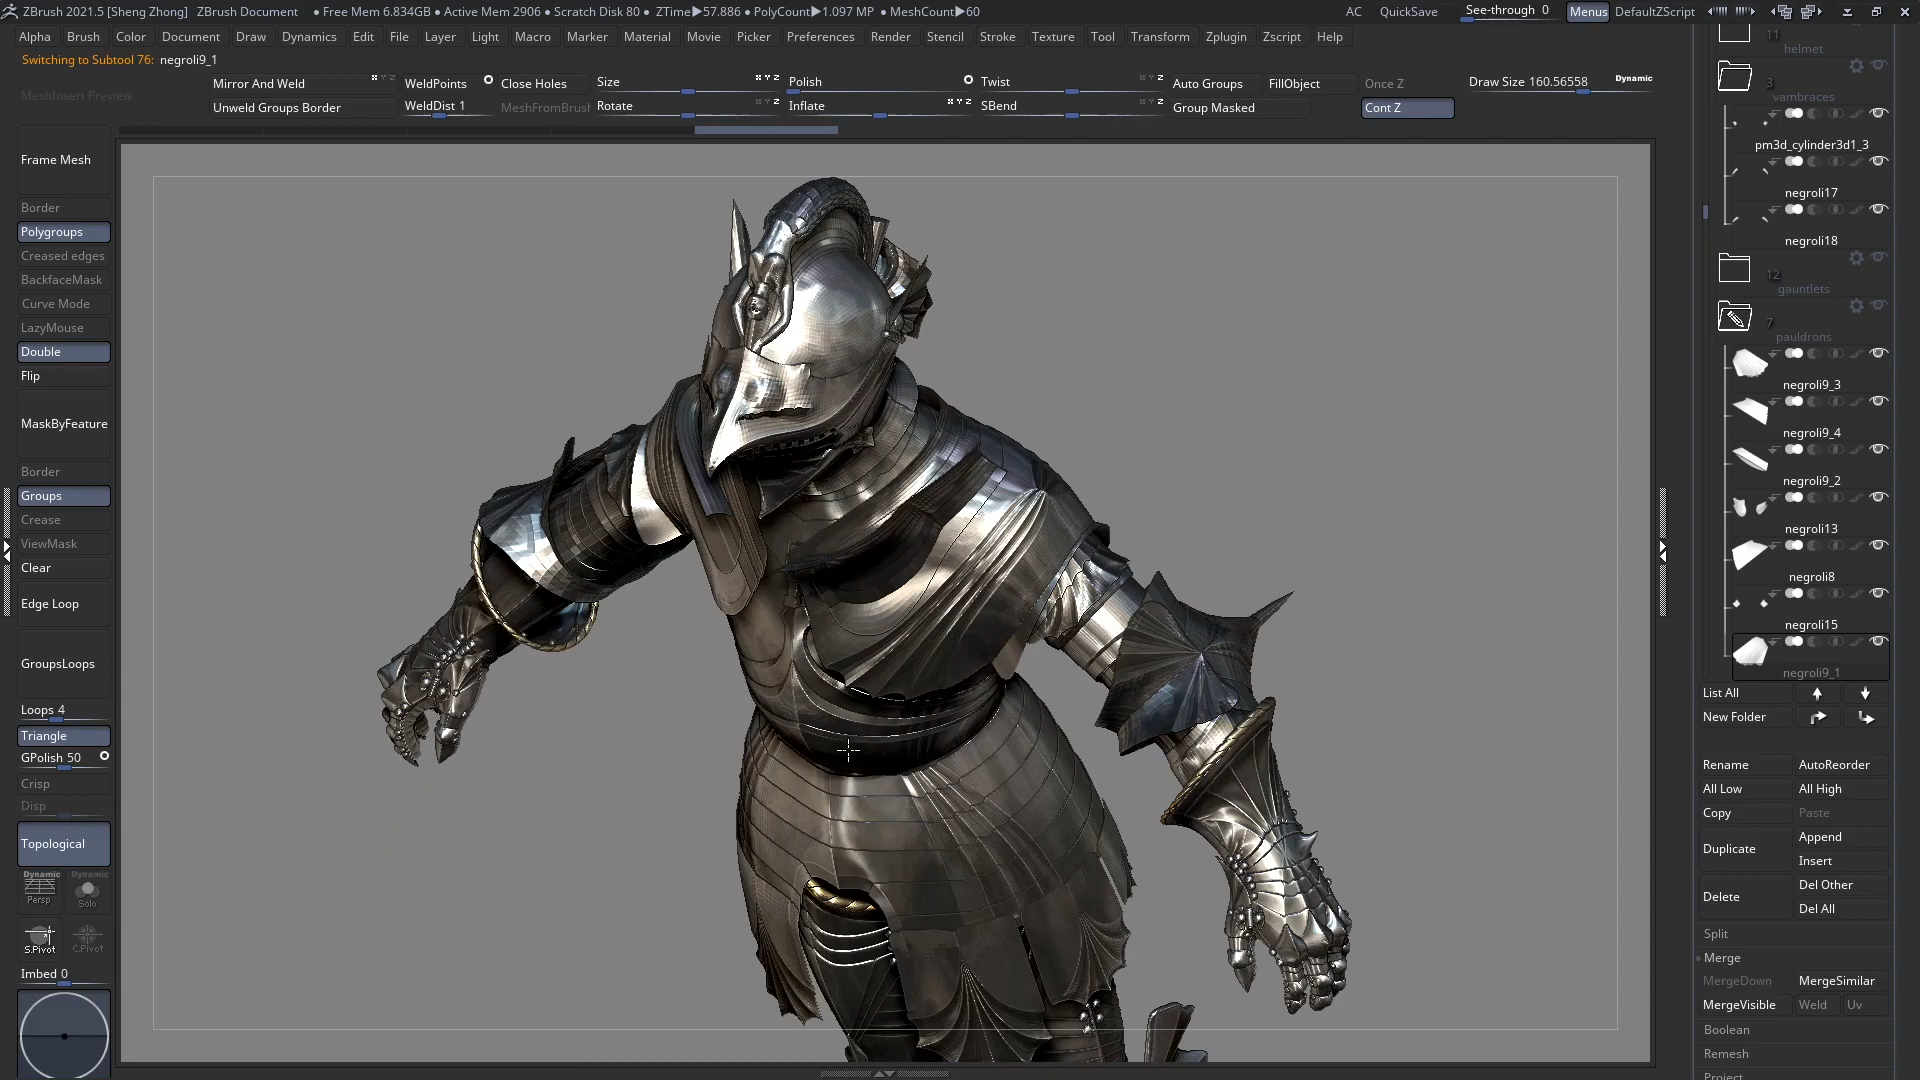 ZBrush 2021.5 [Sheng Zhong] ZBrush Document ● Free Mem 6.834GB ● Active Mem 2906 ● Scratch Disk 80 ● ZTime▶57.886 ● PolyCount▶1.097 MP ● MeshCount▶60 AC QuickSave See-through 0 Menus DefaultZScript
Alpha Brush Color Document Draw Dynamics Edit File Layer Light Macro Marker Material Movie Picker Preferences Render Stencil Stroke Texture Tool Transform Zplugin Zscript Help
Switching to Subtool 76: negroli9_1
MeshInsert Preview
Mirror And Weld WeldPoints Close Holes Size Polish Twist Auto Groups FillObject Once Z Draw Size 160.56558 Dynamic
Unweld Groups Border WeldDist 1 MeshFromBrush Rotate Inflate SBend Group Masked Cont Z
Frame Mesh
Border
Polygroups
Creased edges
BackfaceMask
Curve Mode
LazyMouse
Double
Flip
MaskByFeature
Border
Groups
Crease
ViewMask
Clear
Edge Loop
GroupsLoops
Loops 4
Triangle
GPolish 50
Crisp
Disp
Topological
Dynamic Dynamic
Persp Solo
S.Pivot C.Pivot
Imbed 0
11
helmet
3
vambraces
pm3d_cylinder3d1_3
negroli17
negroli18
12
gauntlets
7
pauldrons
negroli9_3
negroli9_4
negroli9_2
negroli13
negroli8
negroli15
negroli9_1
List All
New Folder
Rename AutoReorder
All Low All High
Copy Paste
Duplicate Append
Insert
Delete Del Other
Del All
Split
Merge
MergeDown MergeSimilar
MergeVisible Weld Uv
Boolean
Remesh
Project